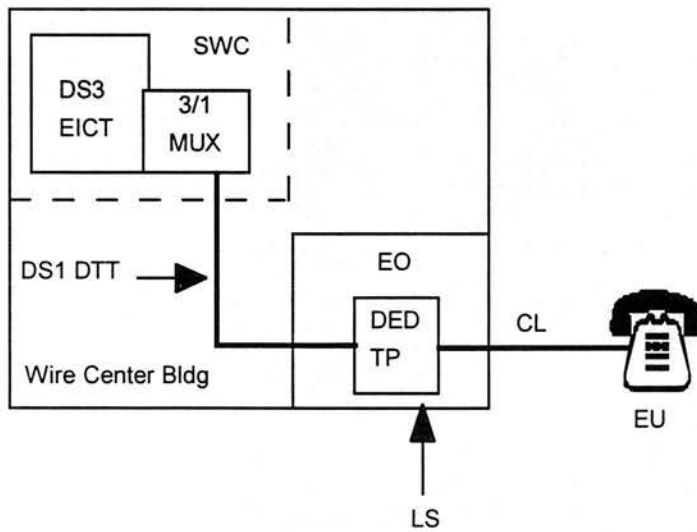 SWC
DS3
EICT
3/1
MUX
DS1 DTT
EO
DED
TP
CL
Wire Center Bldg
EU
LS